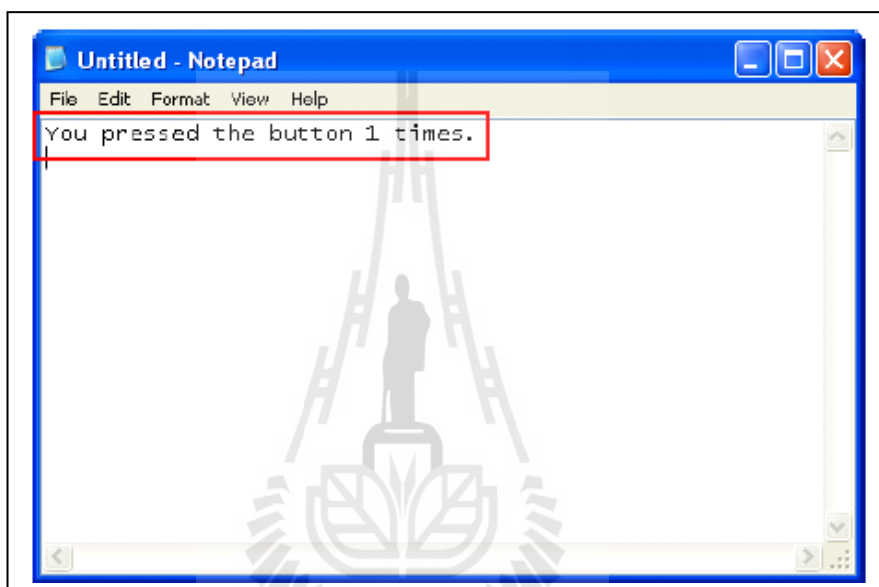 Untitled - Notepad
File Edit Format View Help
You pressed the button 1 times.